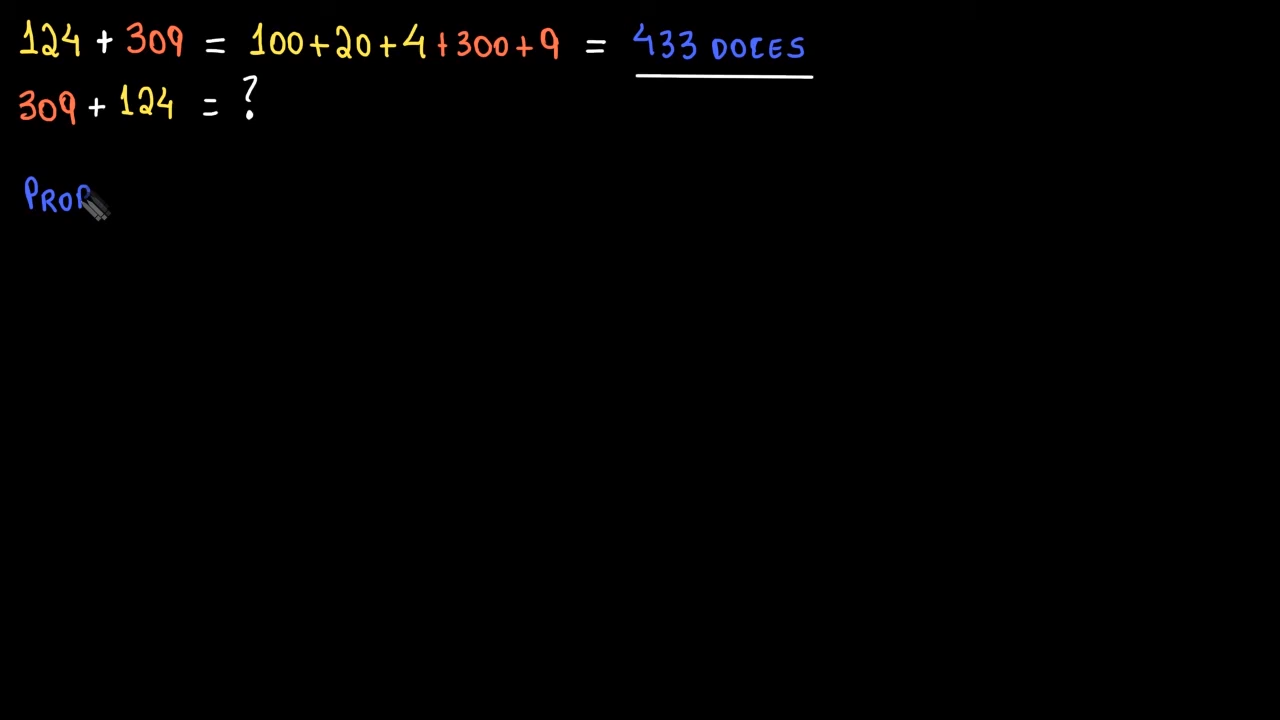 124 + 309 = 100 + 20 + 4 + 300 + 9 = 433 DOCES
309 + 124 = ?
PROP